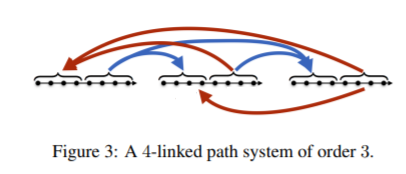 Figure 3: A 4-linked path system of order 3.